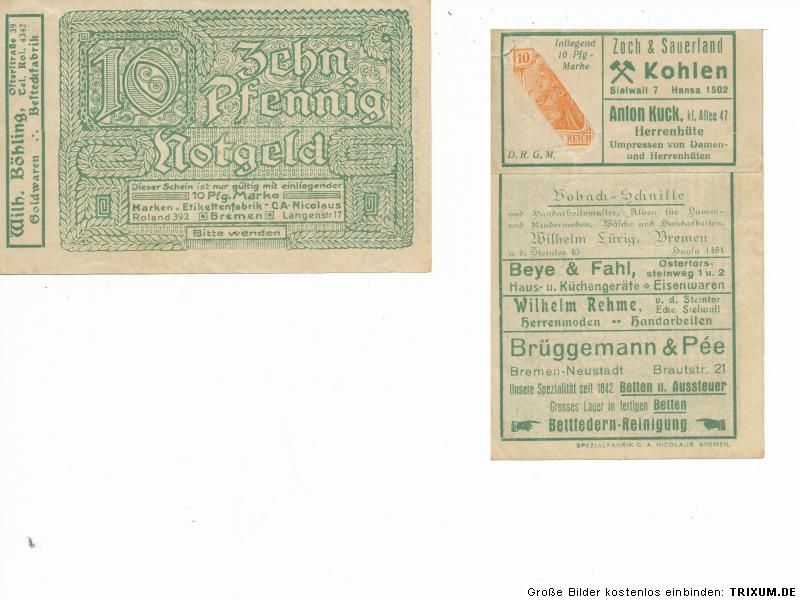 Wilh. Böhling, Osterstraße 39
Tel. Rol. 4342
Goldwaren ∴ Besteckfabrik
10
Zehn
Pfennig
Notgeld
Dieser Schein ist nur gültig mit einliegender
10 Pfg. Marke
Marken u. Etikettenfabrik - C.A. Nicolaus
Roland 392 Bremen Langenstr. 17
Bitte wenden
Inliegend
10 Pfg-
Marke
10
REICH
D. R. G. M.
Zoch & Sauerland
Kohlen
Sielwall 7 Hansa 1502
Anton Kuck, kl. Allee 47
Herrenhüte
Umpressen von Damen-
und Herrenhüten
Vobach-Schnitte
und Handarbeitsmuster, Alben für Damen-
und Kindermoden, Wäsche und Handarbeiten,
Wilhelm Lürig, Bremen
v. d. Steintor 45 Hansa 1481
Beye & Fahl, Ostertors-
steinweg 1 u. 2
Haus- u. Küchengeräte Eisenwaren
Wilhelm Rehme, v. d. Steintor
Ecke Sielwall
Herrenmoden Handarbeiten
Brüggemann & Pée
Bremen-Neustadt Brautstr. 21
Unsere Spezialität seit 1842 Betten u. Aussteuer
Grosses Lager in fertigen Betten
Bettfedern-Reinigung
SPEZIALFABRIK C. A. NICOLAUS, BREMEN.
Große Bilder kostenlos einbinden: TRIXUM.DE